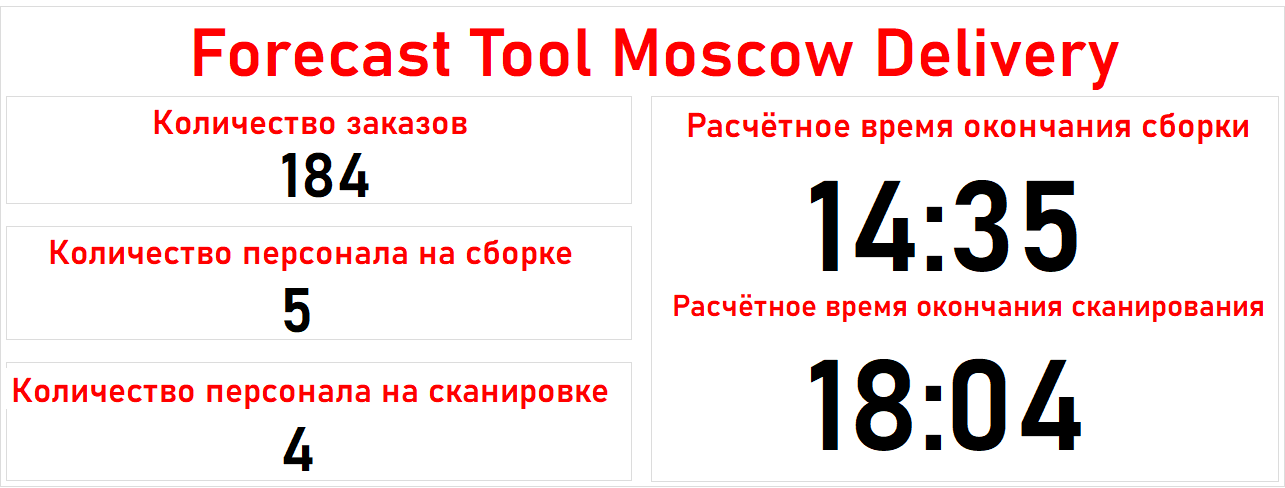 Forecast Tool Moscow Delivery
Количество заказов
184
Количество персонала на сборке
5
Количество персонала на сканировке
4
Расчётное время окончания сборки
14:35
Расчётное время окончания сканирования
18:04